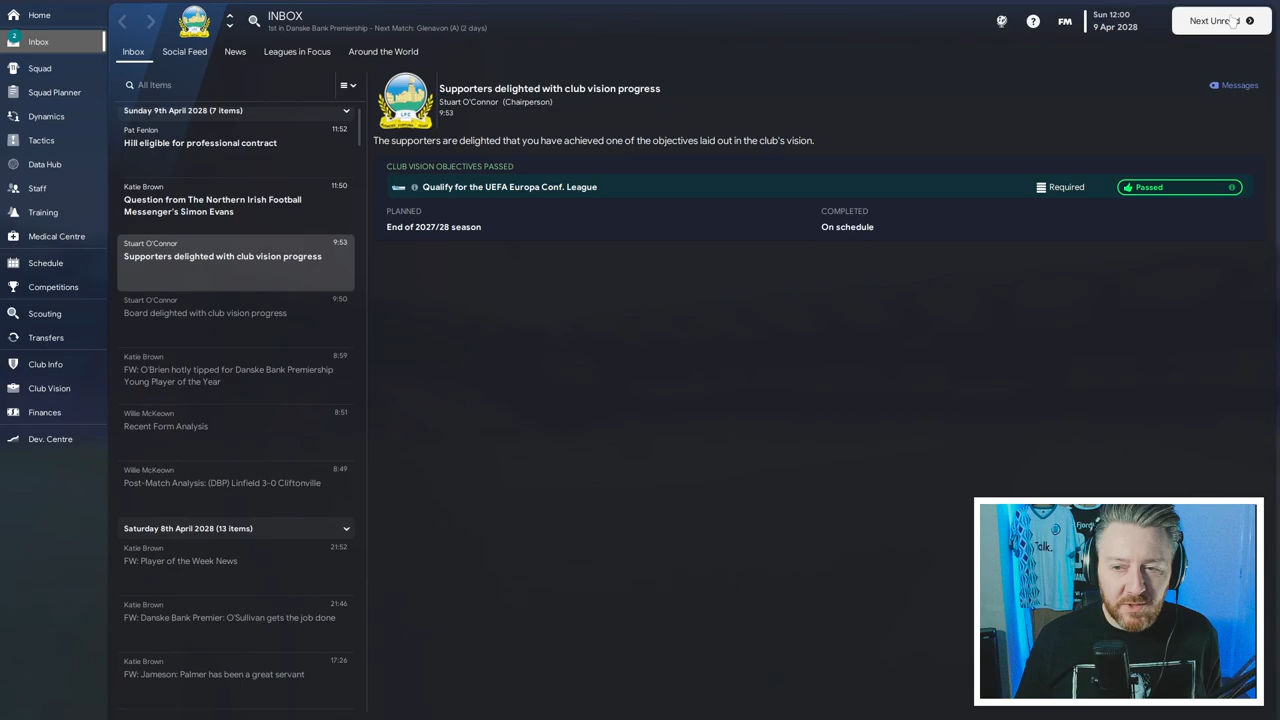 Home
2
Inbox
Squad
Squad Planner
Dynamics
Tactics
Data Hub
Staff
Training
Medical Centre
Schedule
Competitions
Scouting
Transfers
Club Info
Club Vision
Finances
Dev. Centre
INBOX
1st in Danske Bank Premiership - Next Match: Glenavon (A) (2 days)
FM
Sun 12:00
9 Apr 2028
Next Unread
Inbox
Social Feed
News
Leagues in Focus
Around the World
All Items
Sunday 9th April 2028 (7 items)
Pat Fenlon
11:52
Hill eligible for professional contract
Katie Brown
11:50
Question from The Northern Irish Football
Messenger's Simon Evans
Stuart O'Connor
9:53
Supporters delighted with club vision progress
Stuart O'Connor
9:50
Board delighted with club vision progress
Katie Brown
8:59
FW: O'Brien hotly tipped for Danske Bank Premiership
Young Player of the Year
Willie McKeown
8:51
Recent Form Analysis
Willie McKeown
8:49
Post-Match Analysis: (DBP) Linfield 3-0 Cliftonville
Saturday 8th April 2028 (13 items)
Katie Brown
21:52
FW: Player of the Week News
Katie Brown
21:46
FW: Danske Bank Premier: O'Sullivan gets the job done
Katie Brown
17:26
FW: Jameson: Palmer has been a great servant
LFC
Supporters delighted with club vision progress
Stuart O'Connor (Chairperson)
9:53
Messages
The supporters are delighted that you have achieved one of the objectives laid out in the club's vision.
CLUB VISION OBJECTIVES PASSED
Qualify for the UEFA Europa Conf. League
Required
Passed
PLANNED
End of 2027/28 season
COMPLETED
On schedule
Fjord
Talk.